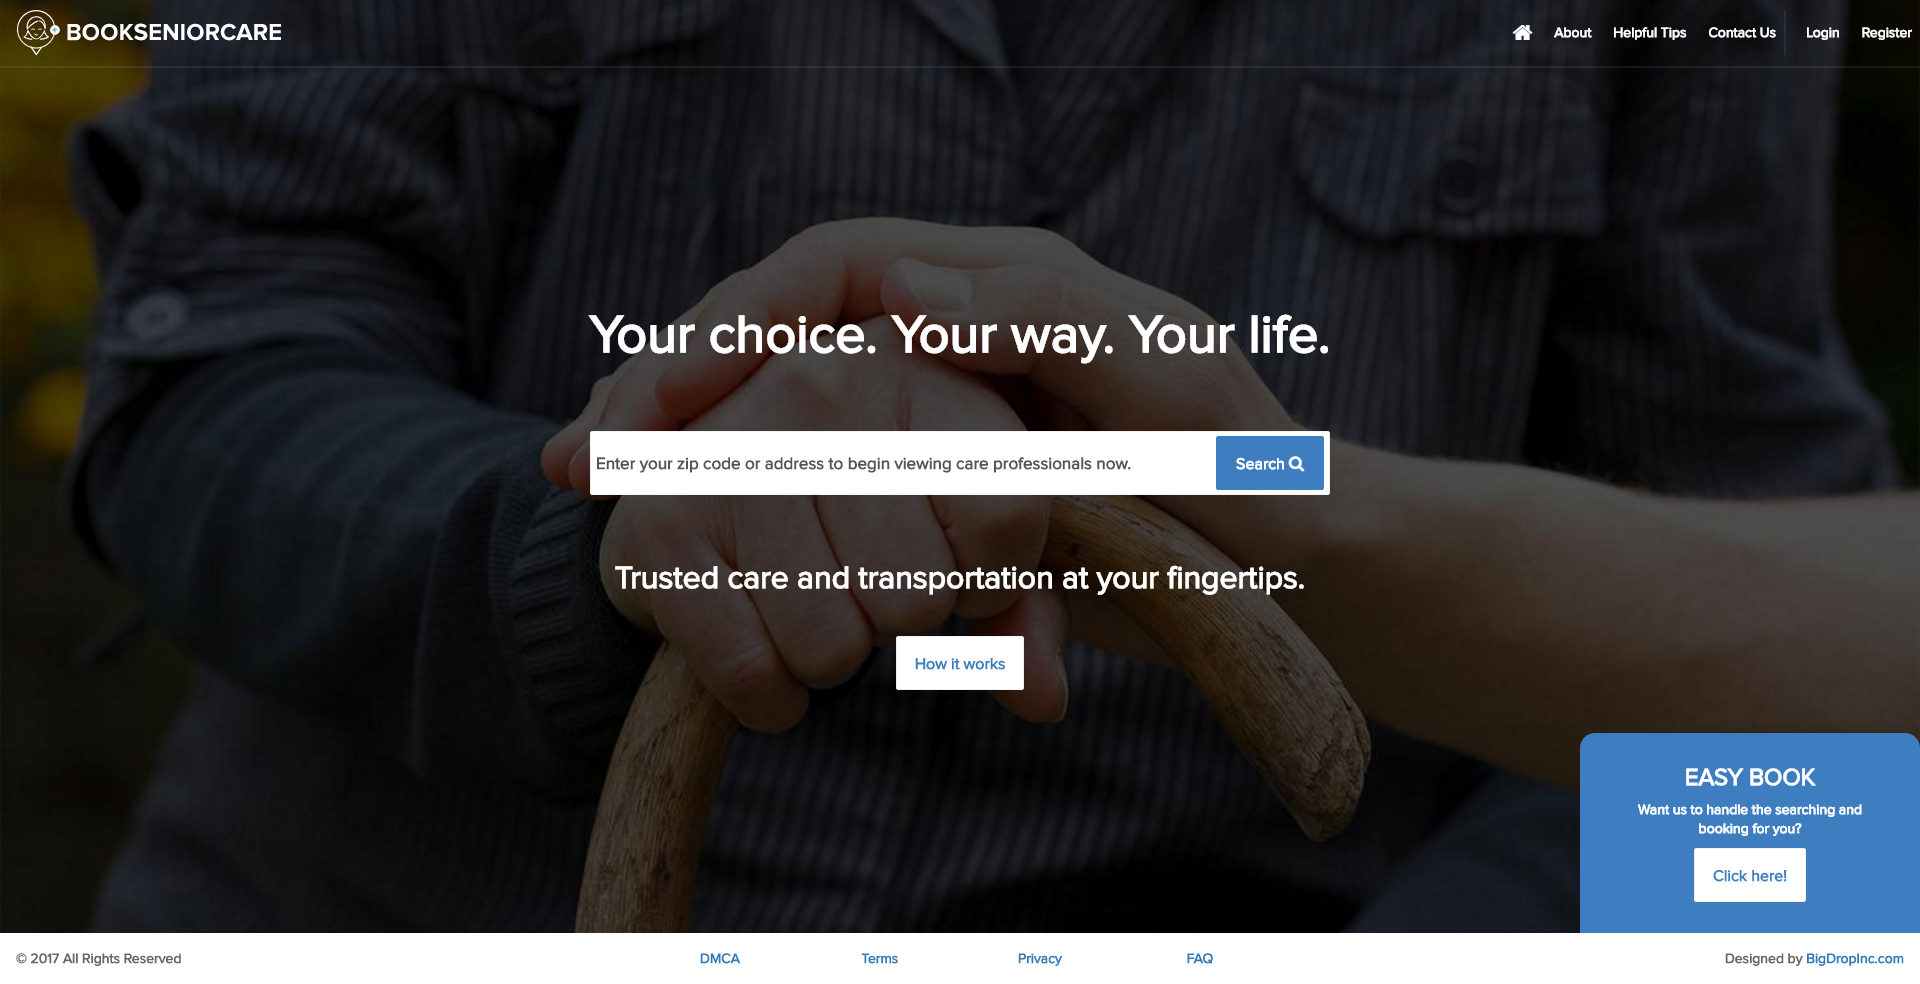 BOOKSENIORCARE
About
Helpful Tips
Contact Us
Login
Register
Your choice. Your way. Your life.
Enter your zip code or address to begin viewing care professionals now.
Search
Trusted care and transportation at your fingertips.
How it works
EASY BOOK
Want us to handle the searching and
booking for you?
Click here!
© 2017 All Rights Reserved
DMCA
Terms
Privacy
FAQ
Designed by BigDropInc.com